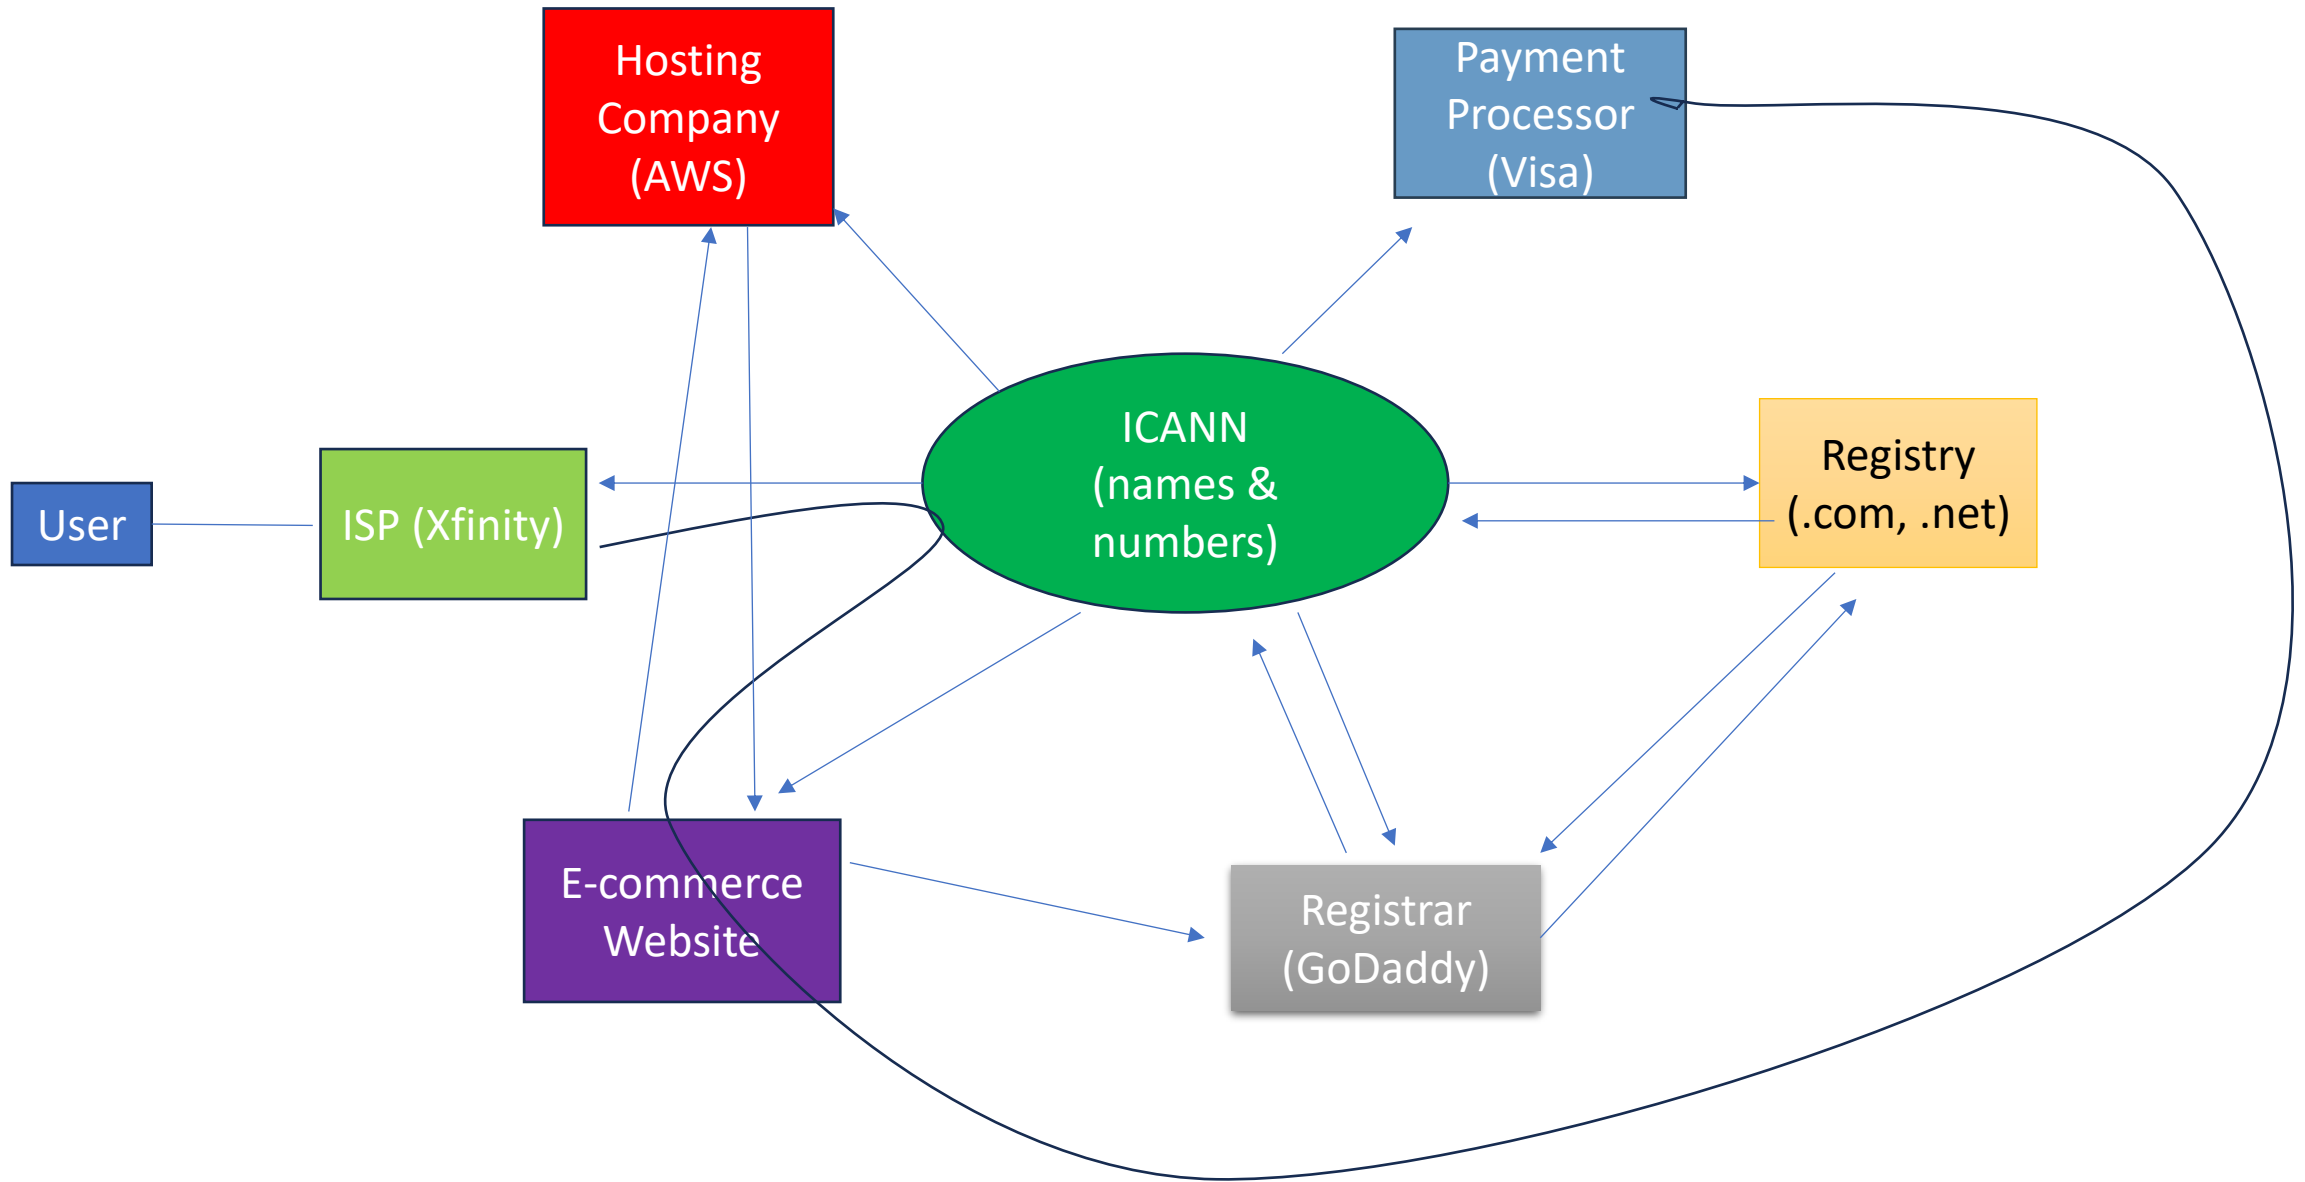 Hosting
Company
(AWS)
Payment
Processor
(Visa)
ICANN
(names &
numbers)
Registry
(.com, .net)
User
ISP (Xfinity)
E-commerce
Website
Registrar
(GoDaddy)